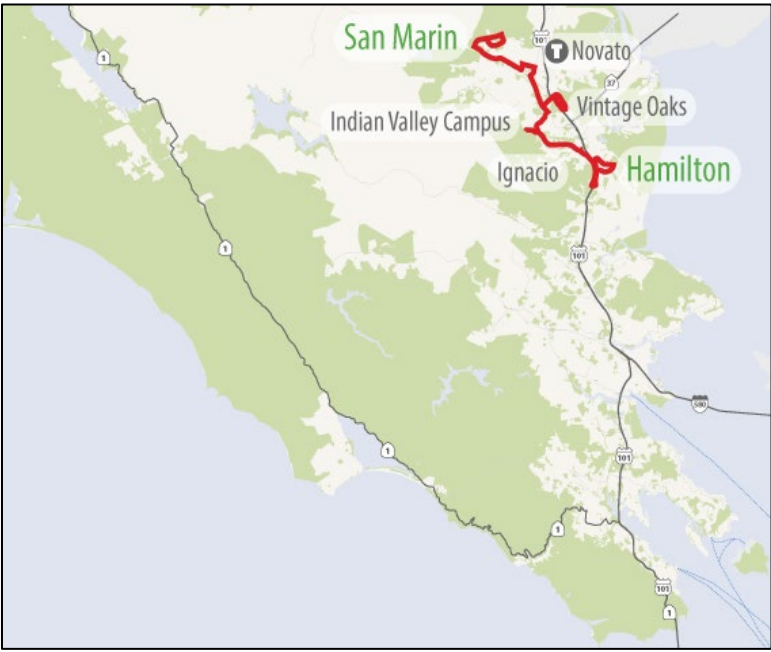 1
101
San Marin
T Novato
37
Vintage Oaks
Indian Valley Campus
Ignacio
Hamilton
1
101
580
1
101
1
101
1